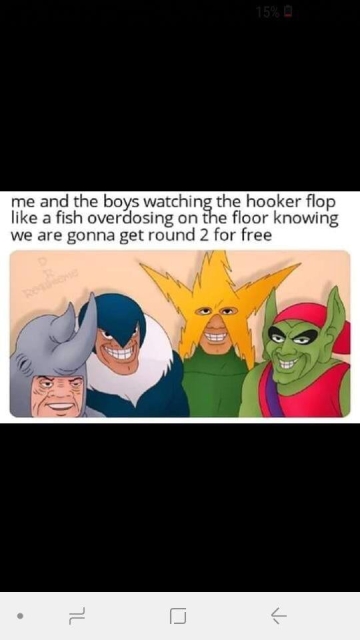 15%
me and the boys watching the hooker flop
like a fish overdosing on the floor knowing
we are gonna get round 2 for free